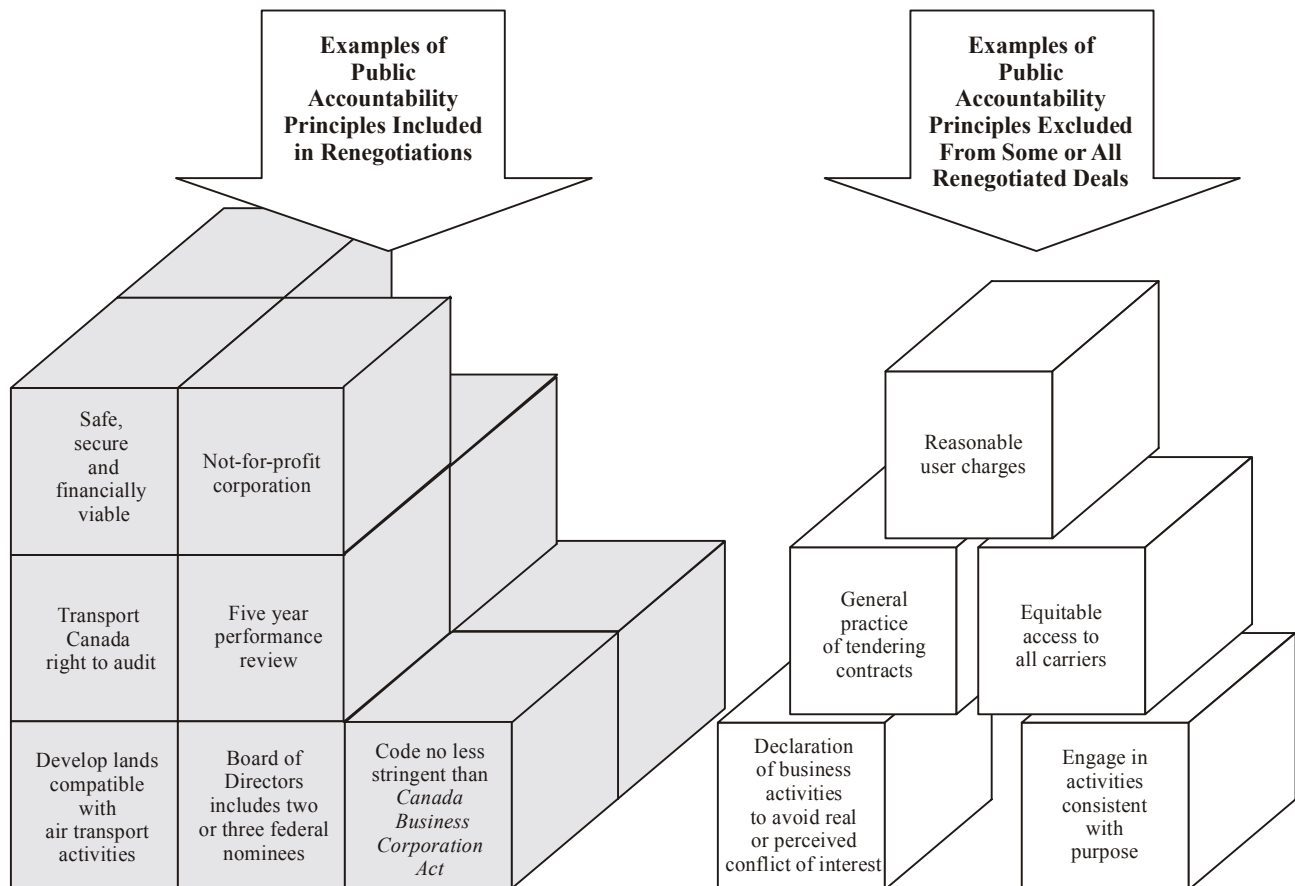 Examples of
Public
Accountability
Principles Included
in Renegotiations
Examples of
Public
Accountability
Principles Excluded
From Some or All
Renegotiated Deals
Safe,
secure
and
financially
viable
Not-for-profit
corporation
Transport
Canada
right to audit
Five year
performance
review
Develop lands
compatible
with
air transport
activities
Board of
Directors
includes two
or three federal
nominees
Code no less
stringent than
Canada
Business
Corporation
Act
Reasonable
user charges
General
practice
of tendering
contracts
Equitable
access to
all carriers
Declaration
of business
activities
to avoid real
or perceived
conflict of interest
Engage in
activities
consistent
with
purpose